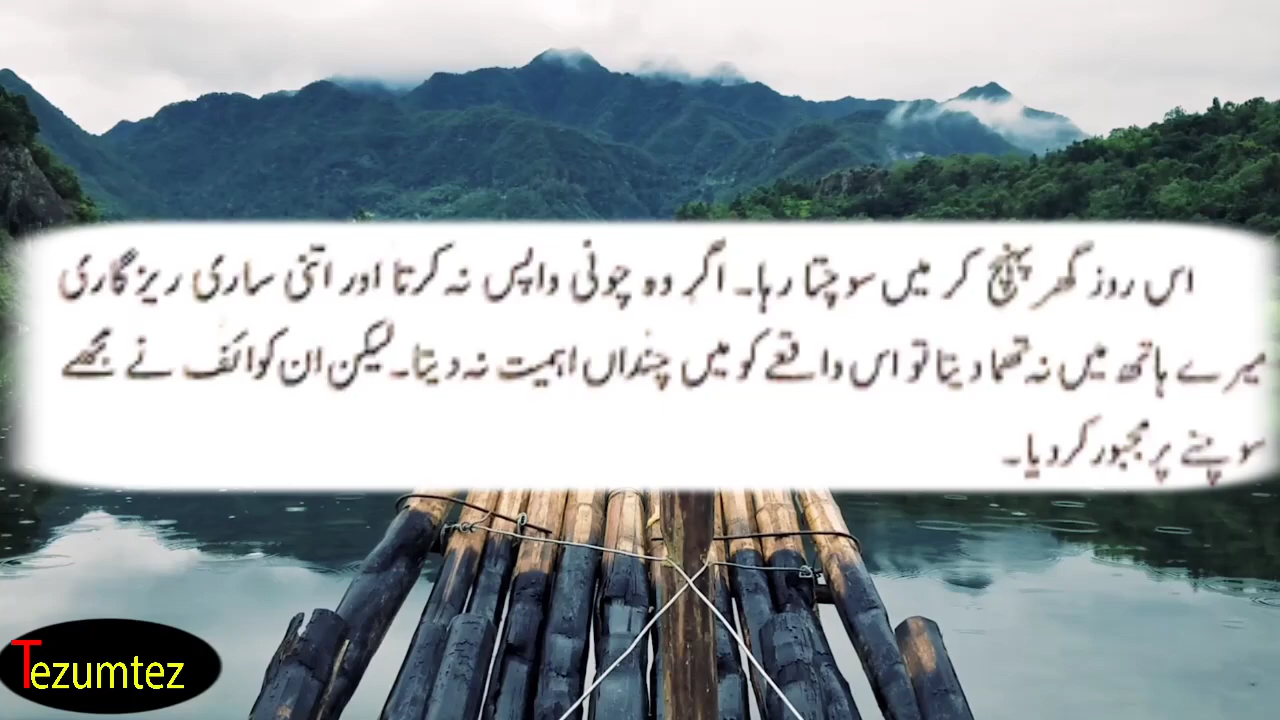 اس روز گھر پہنچ کر میں سوچتا رہا۔ اگر وہ چونی واپس نہ کرتا اور اتنی ساری ریزگاری
میرے ہاتھ میں نہ تھما دیتا تو اس واقعے کو میں چنداں اہمیت نہ دیتا۔ لیکن ان کوائف نے مجھے
سوچنے پر مجبور کر دیا۔
Tezumtez